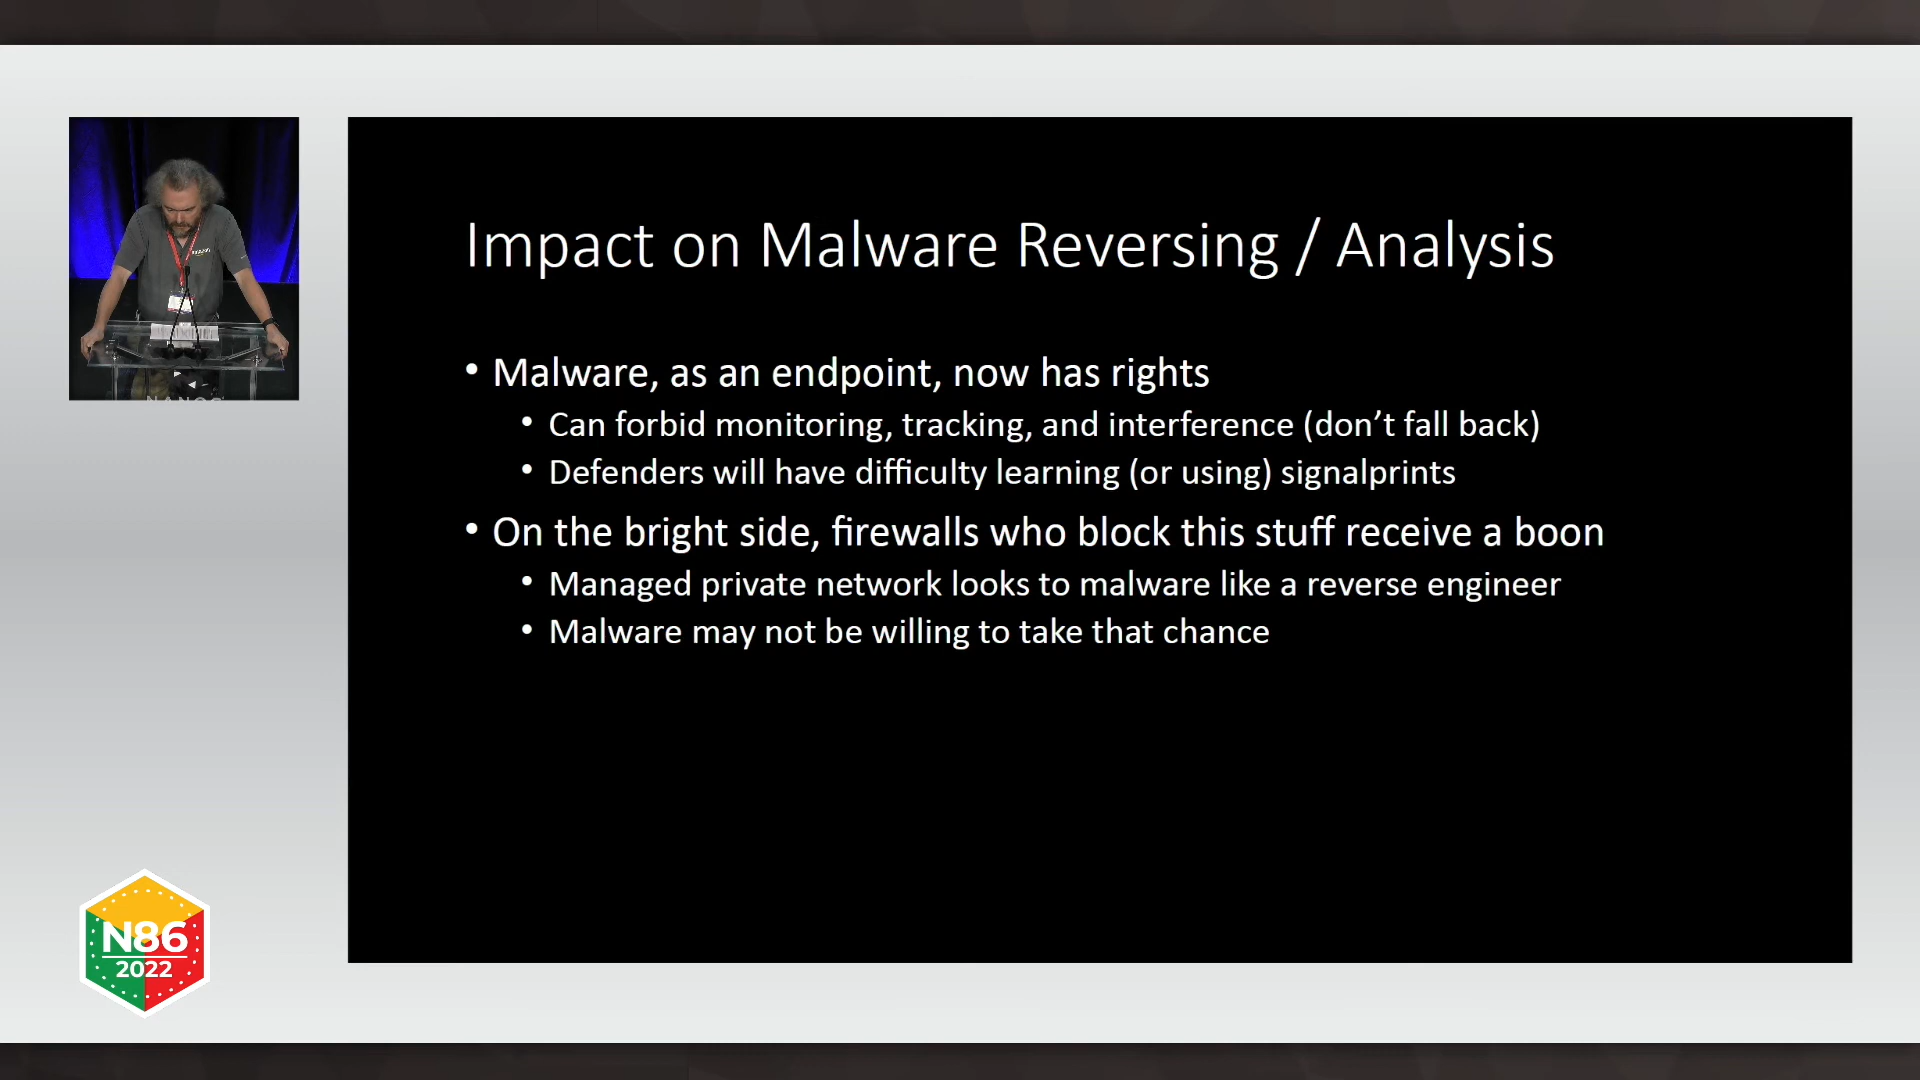 Impact on Malware Reversing / Analysis
• Malware, as an endpoint, now has rights
• Can forbid monitoring, tracking, and interference (don’t fall back)
• Defenders will have difficulty learning (or using) signalprints
• On the bright side, firewalls who block this stuff receive a boon
• Managed private network looks to malware like a reverse engineer
• Malware may not be willing to take that chance
NANOG
N86
2022